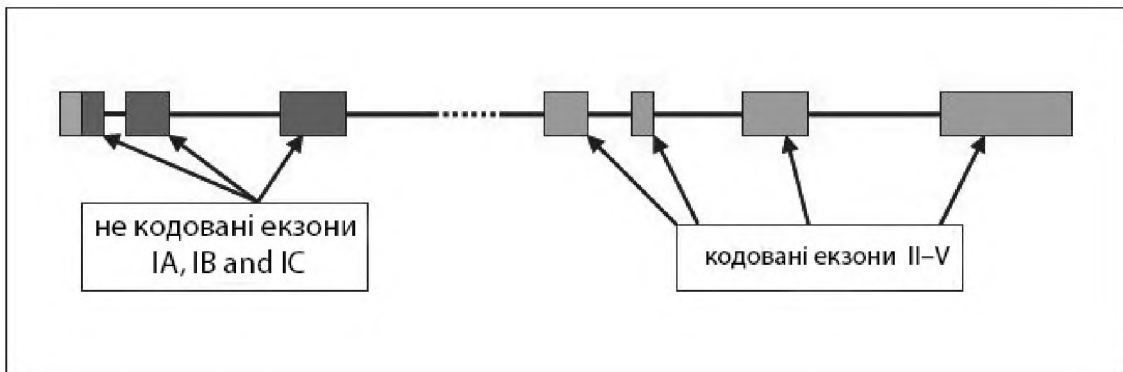 не кодовані екзони
IA, IB and IC
кодовані екзони II–V